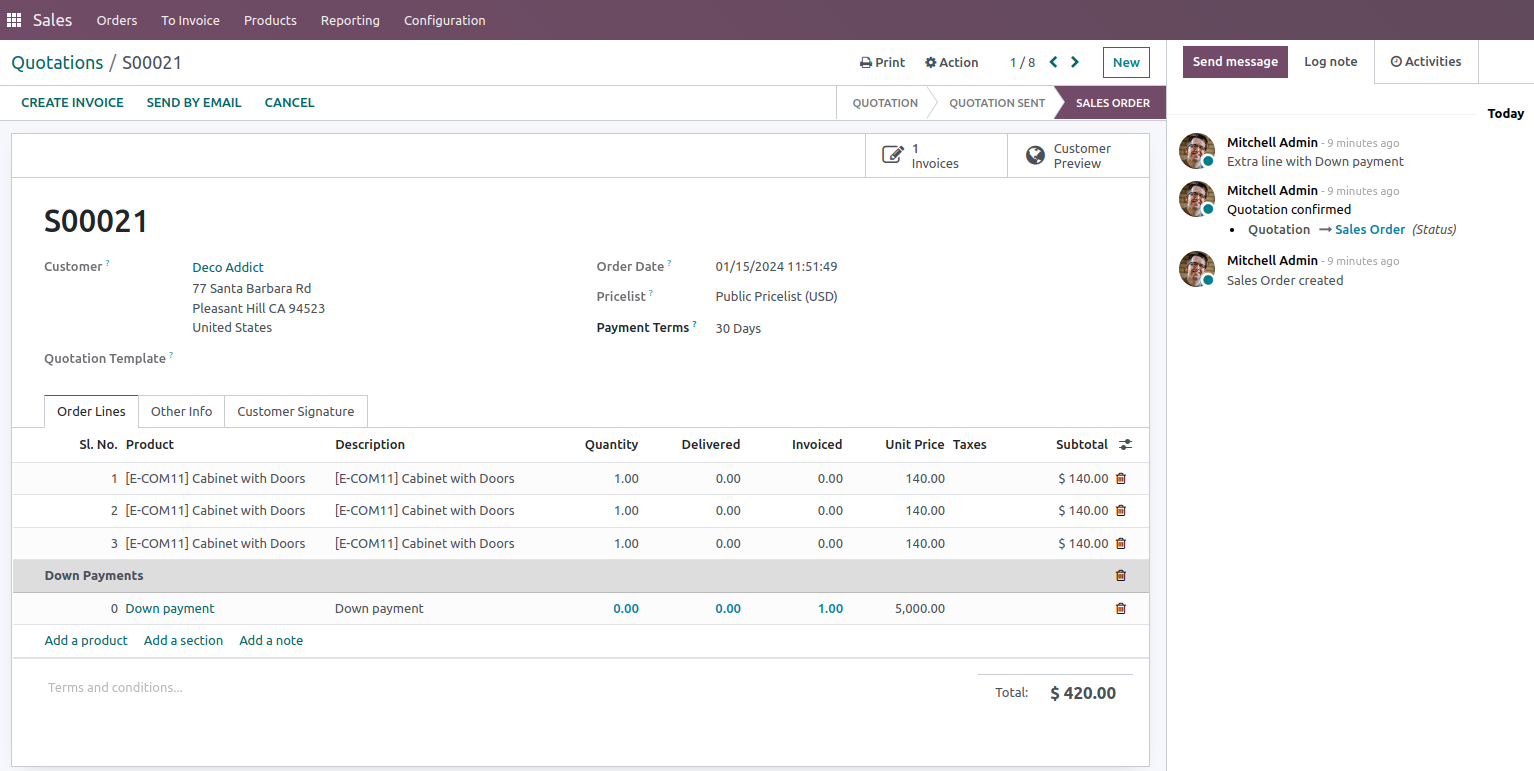 Sales Orders To Invoice Products Reporting Configuration
Quotations / S00021 Print Action 1 / 8 New
Send message Log note Activities
CREATE INVOICE SEND BY EMAIL CANCEL QUOTATION QUOTATION SENT SALES ORDER
1 Invoices
Customer Preview
S00021
Customer ? Deco Addict
77 Santa Barbara Rd
Pleasant Hill CA 94523
United States
Quotation Template ?
Order Date ? 01/15/2024 11:51:49
Pricelist ? Public Pricelist (USD)
Payment Terms ? 30 Days
Order Lines Other Info Customer Signature
Sl. No. Product Description Quantity Delivered Invoiced Unit Price Taxes Subtotal
1 [E-COM11] Cabinet with Doors [E-COM11] Cabinet with Doors 1.00 0.00 0.00 140.00 $ 140.00
2 [E-COM11] Cabinet with Doors [E-COM11] Cabinet with Doors 1.00 0.00 0.00 140.00 $ 140.00
3 [E-COM11] Cabinet with Doors [E-COM11] Cabinet with Doors 1.00 0.00 0.00 140.00 $ 140.00
Down Payments
0 Down payment Down payment 0.00 0.00 1.00 5,000.00
Add a product Add a section Add a note
Terms and conditions...
Total: $ 420.00
Today
Mitchell Admin - 9 minutes ago
Extra line with Down payment
Mitchell Admin - 9 minutes ago
Quotation confirmed
• Quotation → Sales Order (Status)
Mitchell Admin - 9 minutes ago
Sales Order created